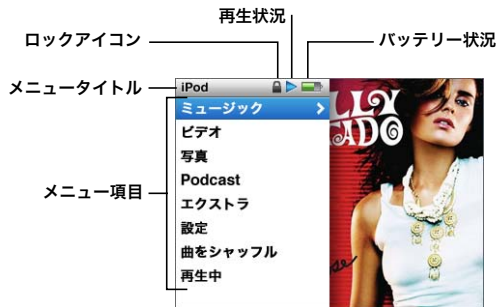 再生状況
ロックアイコン
バッテリー状況
メニュータイトル
iPod
ミュージック
ビデオ
写真
Podcast
メニュー項目
エクストラ
設定
曲をシャッフル
再生中
LLY
ADO
se